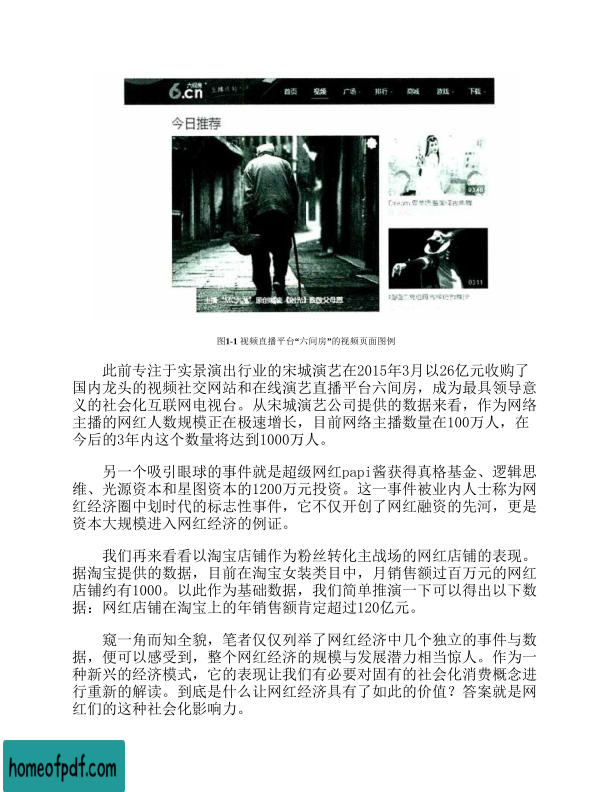 六间房
6.cn
首页 视频 广场 排行 商城 游戏 下载
今日推荐
03:46
03:11
图1-1 视频直播平台“六间房”的视频页面图例
此前专注于实景演出行业的宋城演艺在2015年3月以26亿元收购了
国内龙头的视频社交网站和在线演艺直播平台六间房，成为最具领导意
义的社会化互联网电视台。从宋城演艺公司提供的数据来看，作为网络
主播的网红人数规模正在极速增长，目前网络主播数量在100万人，在
今后的3年内这个数量将达到1000万人。
另一个吸引眼球的事件就是超级网红papi酱获得真格基金、逻辑思
维、光源资本和星图资本的1200万元投资。这一事件被业内人士称为网
红经济圈中划时代的标志性事件，它不仅开创了网红融资的先河，更是
资本大规模进入网红经济的例证。
我们再来看看以淘宝店铺作为粉丝转化主战场的网红店铺的表现。
据淘宝提供的数据，目前在淘宝女装类目中，月销售额过百万元的网红
店铺约有1000。以此作为基础数据，我们简单推演一下可以得出以下数
据：网红店铺在淘宝上的年销售额肯定超过120亿元。
窥一角而知全貌，笔者仅仅列举了网红经济中几个独立的事件与数
据，便可以感受到，整个网红经济的规模与发展潜力相当惊人。作为一
种新兴的经济模式，它的表现让我们有必要对固有的社会化消费概念进
行重新的解读。到底是什么让网红经济具有了如此的价值？答案就是网
红们的这种社会化影响力。
homeofpdf.com